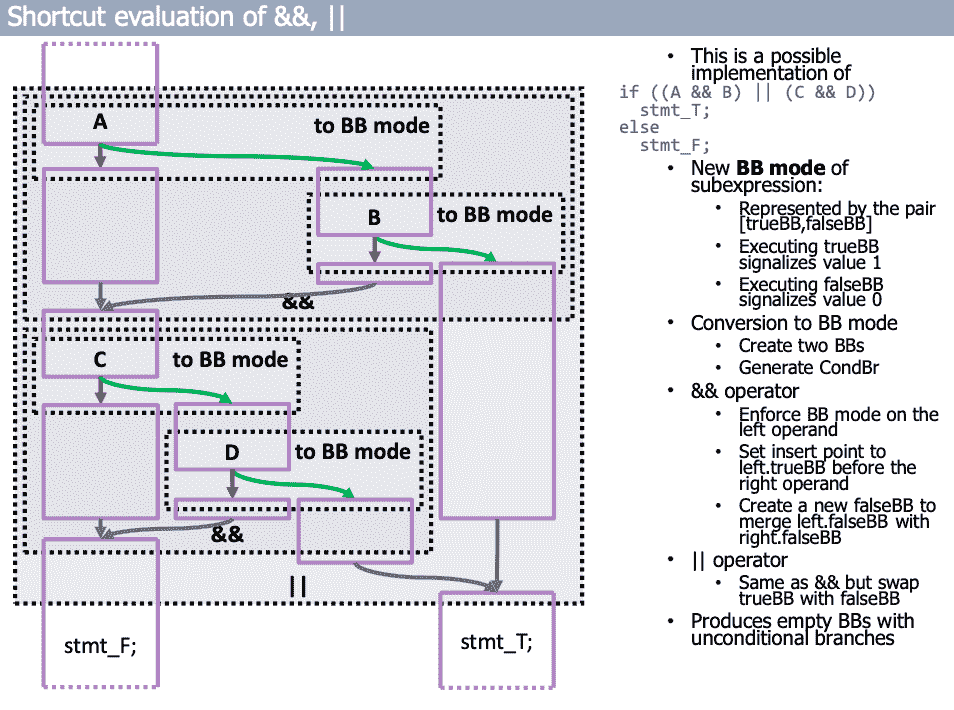 Shortcut evaluation of &&, ||
A
to BB mode
B
to BB mode
&&
C
to BB mode
D
to BB mode
&&
||
stmt_F;
stmt_T;
• This is a possible
implementation of
if ((A && B) || (C && D))
stmt_T;
else
stmt_F;
• New BB mode of
subexpression:
• Represented by the pair
[trueBB,falseBB]
• Executing trueBB
signalizes value 1
• Executing falseBB
signalizes value 0
• Conversion to BB mode
• Create two BBs
• Generate CondBr
• && operator
• Enforce BB mode on the
left operand
• Set insert point to
left.trueBB before the
right operand
• Create a new falseBB to
merge left.falseBB with
right.falseBB
• || operator
• Same as && but swap
trueBB with falseBB
• Produces empty BBs with
unconditional branches